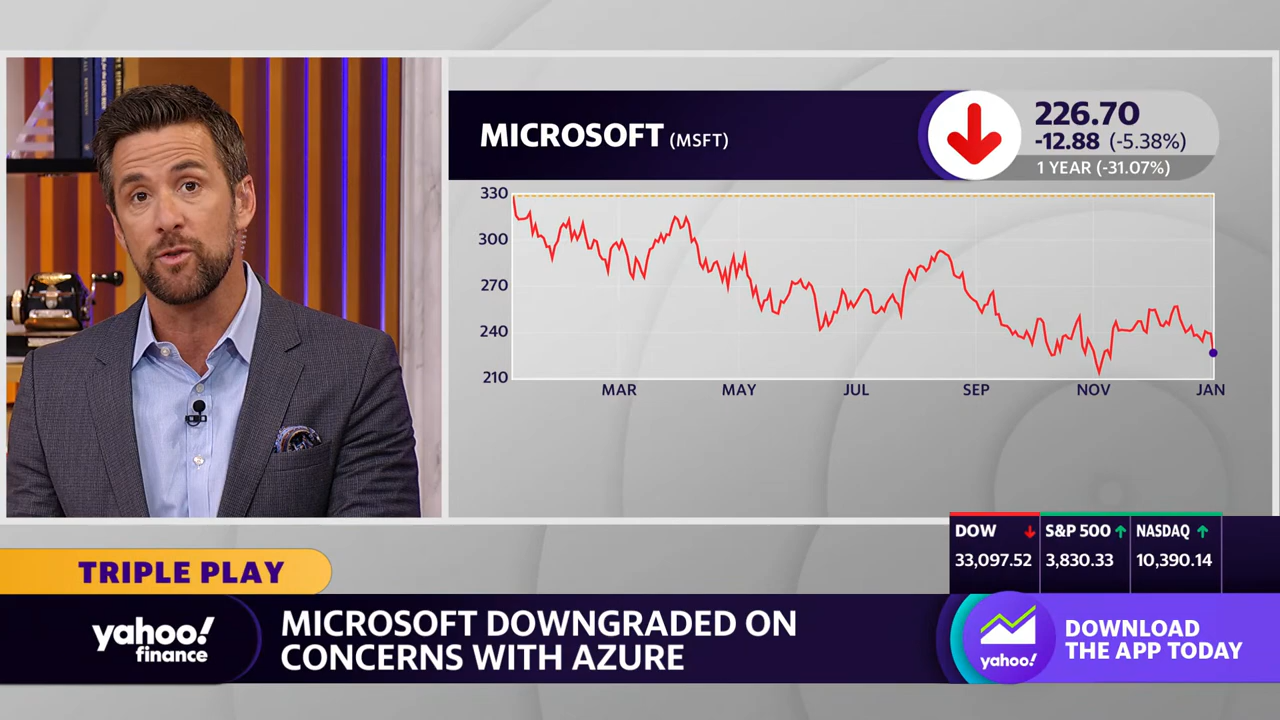 MICROSOFT (MSFT)
226.70
-12.88 (-5.38%)
1 YEAR (-31.07%)
330
300
270
240
210
MAR MAY JUL SEP NOV JAN
DOW S&P 500 NASDAQ
33,097.52 3,830.33 10,390.14
TRIPLE PLAY
yahoo!
finance
MICROSOFT DOWNGRADED ON
CONCERNS WITH AZURE
yahoo!
DOWNLOAD
THE APP TODAY